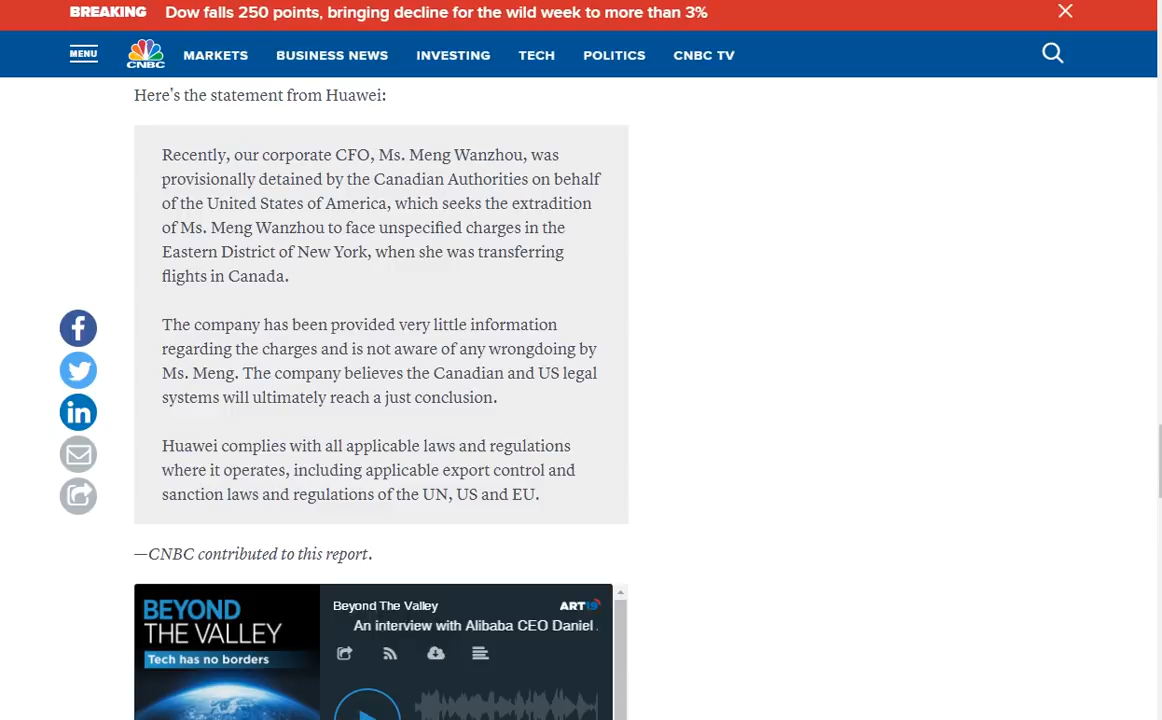 BREAKING Dow falls 250 points, bringing decline for the wild week to more than 3%
MENU CNBC MARKETS BUSINESS NEWS INVESTING TECH POLITICS CNBC TV
Here's the statement from Huawei:
Recently, our corporate CFO, Ms. Meng Wanzhou, was
provisionally detained by the Canadian Authorities on behalf
of the United States of America, which seeks the extradition
of Ms. Meng Wanzhou to face unspecified charges in the
Eastern District of New York, when she was transferring
flights in Canada.
The company has been provided very little information
regarding the charges and is not aware of any wrongdoing by
Ms. Meng. The company believes the Canadian and US legal
systems will ultimately reach a just conclusion.
Huawei complies with all applicable laws and regulations
where it operates, including applicable export control and
sanction laws and regulations of the UN, US and EU.
—CNBC contributed to this report.
BEYOND
THE VALLEY
Tech has no borders
Beyond The Valley
ART19
An interview with Alibaba CEO Daniel